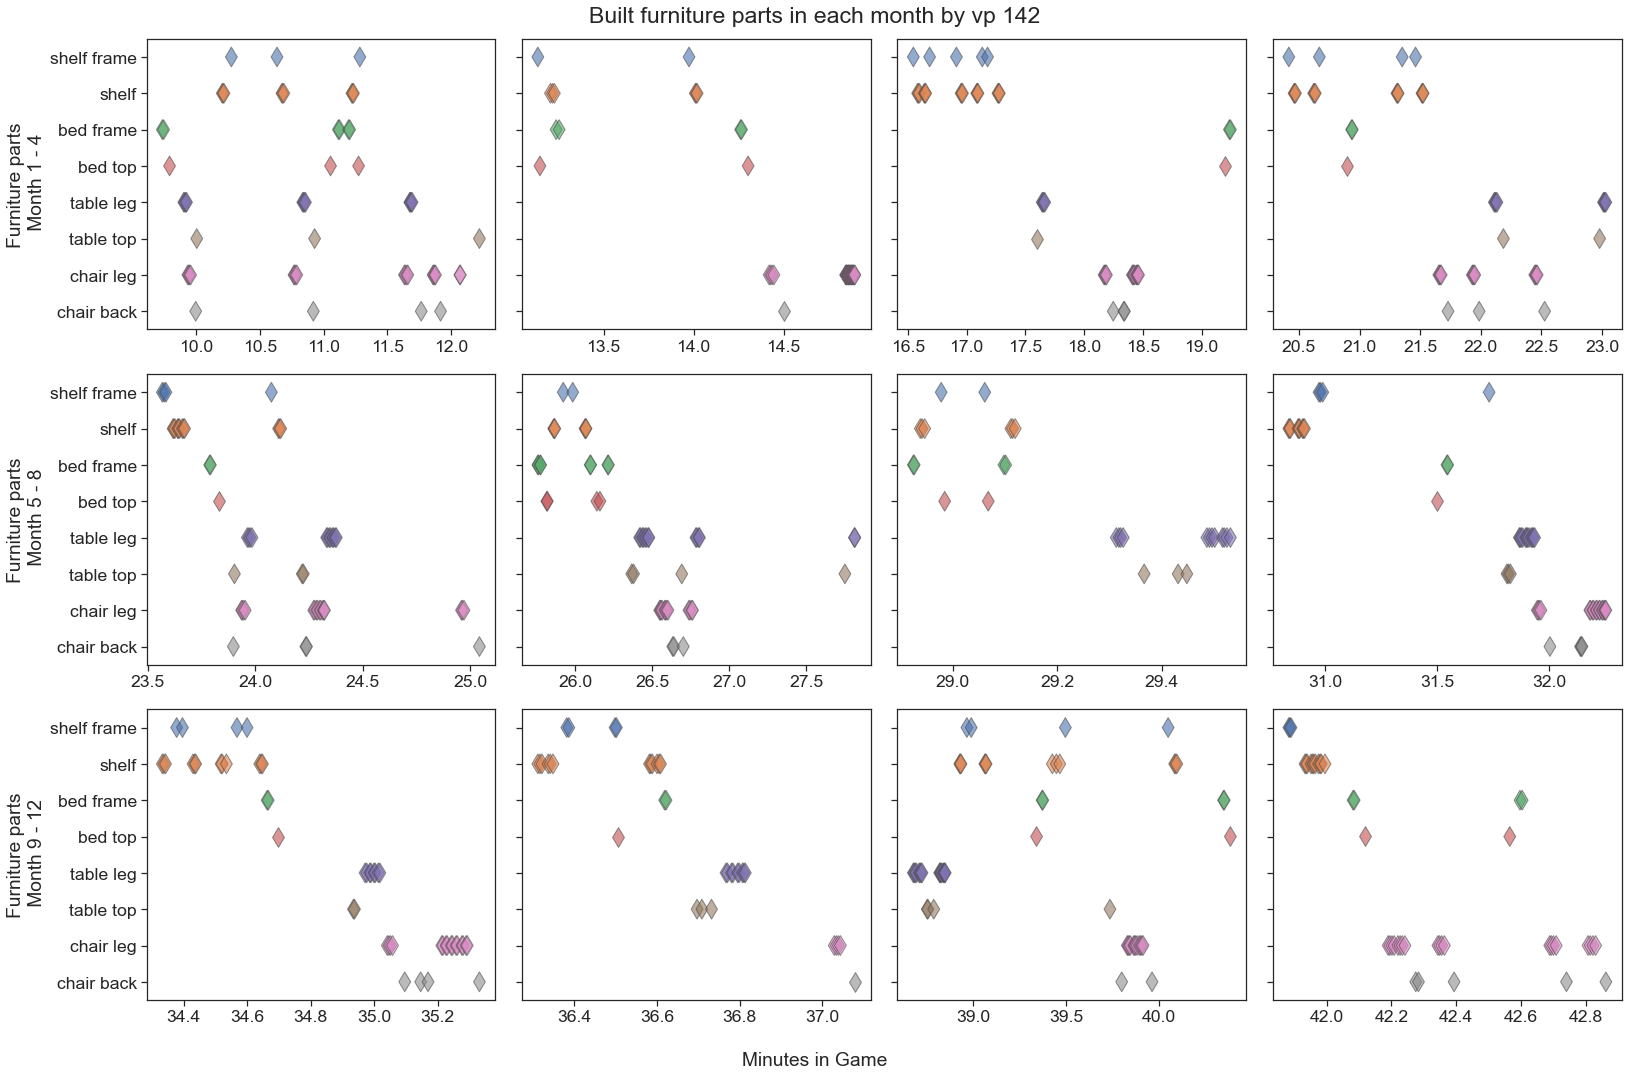 Built furniture parts in each month by vp 142
Furniture parts
Month 1 - 4
shelf frame
shelf
bed frame
bed top
table leg
table top
chair leg
chair back
10.0 10.5 11.0 11.5 12.0
13.5 14.0 14.5
16.5 17.0 17.5 18.0 18.5 19.0
20.5 21.0 21.5 22.0 22.5 23.0
Furniture parts
Month 5 - 8
shelf frame
shelf
bed frame
bed top
table leg
table top
chair leg
chair back
23.5 24.0 24.5 25.0
26.0 26.5 27.0 27.5
29.0 29.2 29.4
31.0 31.5 32.0
Furniture parts
Month 9 - 12
shelf frame
shelf
bed frame
bed top
table leg
table top
chair leg
chair back
34.4 34.6 34.8 35.0 35.2
36.4 36.6 36.8 37.0
39.0 39.5 40.0
42.0 42.2 42.4 42.6 42.8
Minutes in Game